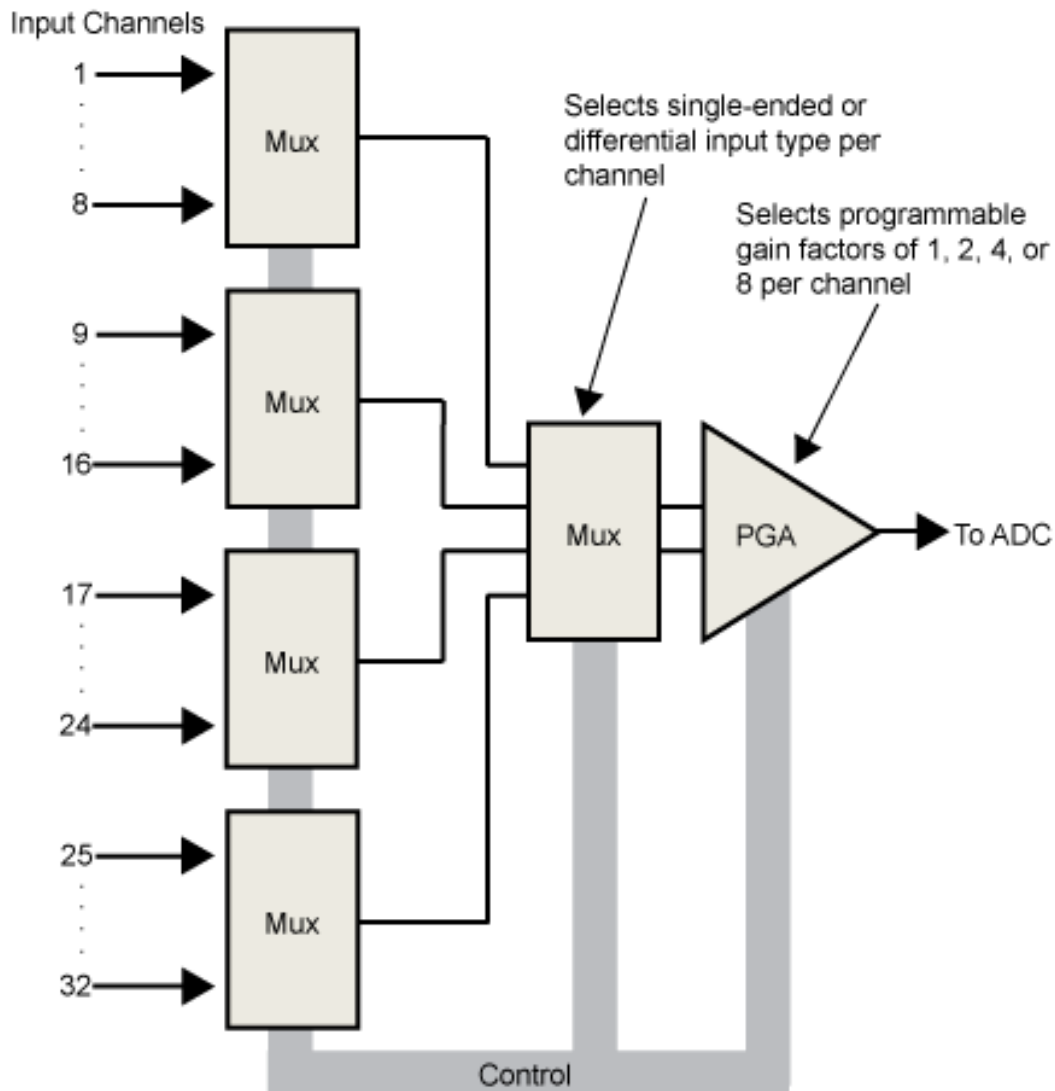 Input Channels
1
8
Mux
9
16
Mux
17
24
Mux
25
32
Mux
Selects single-ended or
differential input type per
channel
Selects programmable
gain factors of 1, 2, 4, or
8 per channel
Mux
PGA
To ADC
Control